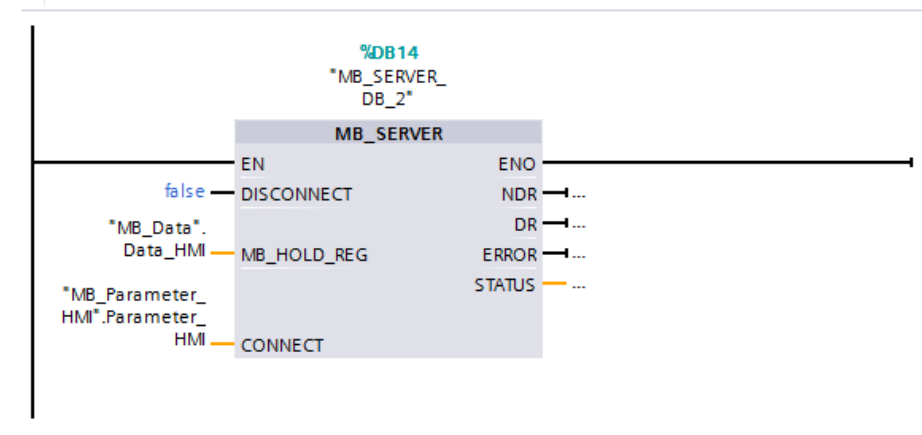 %DB14
"MB_SERVER_
DB_2"
MB_SERVER
EN ENO
false DISCONNECT NDR ...
"MB_Data".
Data_HMI MB_HOLD_REG
DR ...
ERROR ...
STATUS ...
"MB_Parameter_
HMI".Parameter_
HMI CONNECT